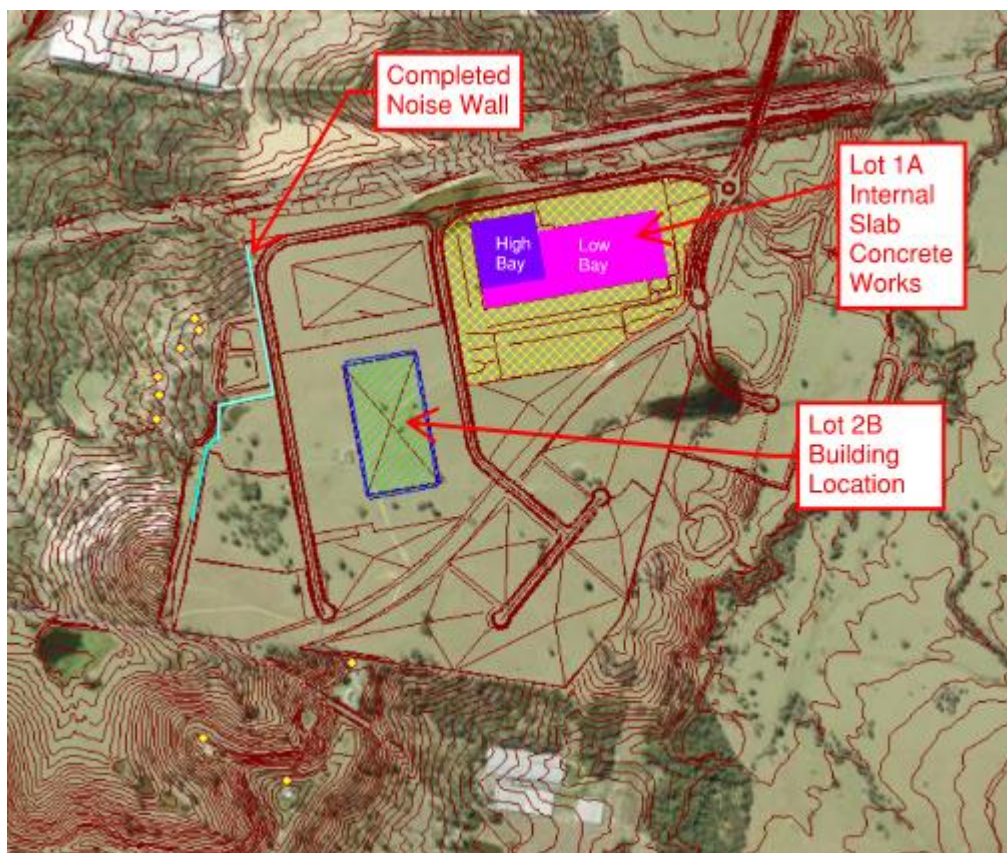 Completed
Noise Wall
Lot 1A
Internal
Slab
Concrete
Works
High
Bay
Low
Bay
Lot 2B
Building
Location